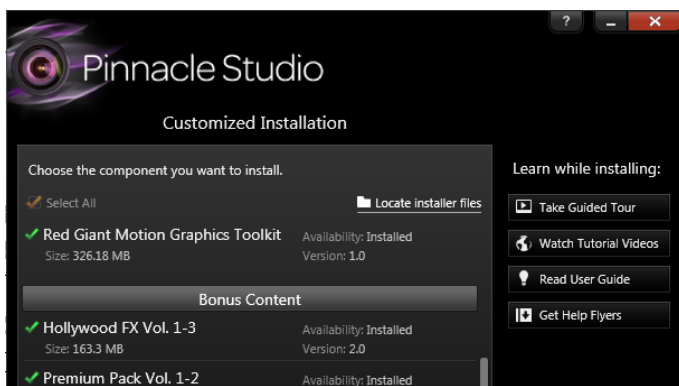 ?
Pinnacle Studio
Customized Installation
Choose the component you want to install.
Select All
Locate installer files
Red Giant Motion Graphics Toolkit
Availability: Installed
Size: 326.18 MB
Version: 1.0
Bonus Content
Hollywood FX Vol. 1-3
Availability: Installed
Size: 163.3 MB
Version: 2.0
Premium Pack Vol. 1-2
Availability: Installed
Learn while installing:
Take Guided Tour
Watch Tutorial Videos
Read User Guide
Get Help Flyers